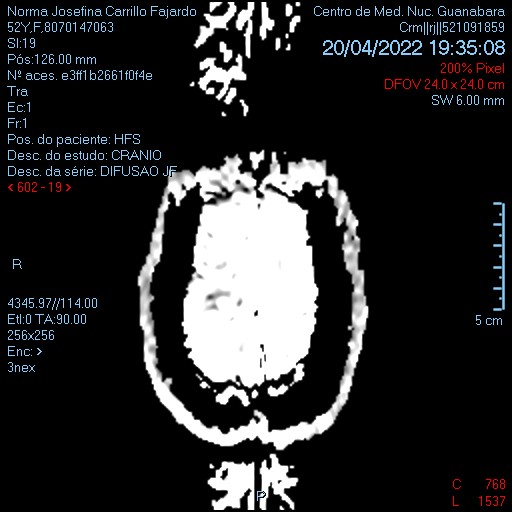 Norma Josefina Carrillo Fajardo
52Y,F,8070147063
Sl:19
Pós:126.00 mm
Nº aces. e3ff1b2661f0f4e
Tra
Ec:1
Fr:1
Pos. do paciente: HFS
Desc. do estudo: CRANIO
Desc. da série: DIFUSAO JF
< 602 - 19 >
Centro de Med. Nuc. Guanabara
Crm||rj||521091859
20/04/2022 19:35:08
200% Pixel
DFOV 24.0 x 24.0 cm
SW 6.00 mm
R
4345.97//114.00
Etl:0 TA:90.00
256x256
Enc: >
3nex
5 cm
P
C 768
L 1537